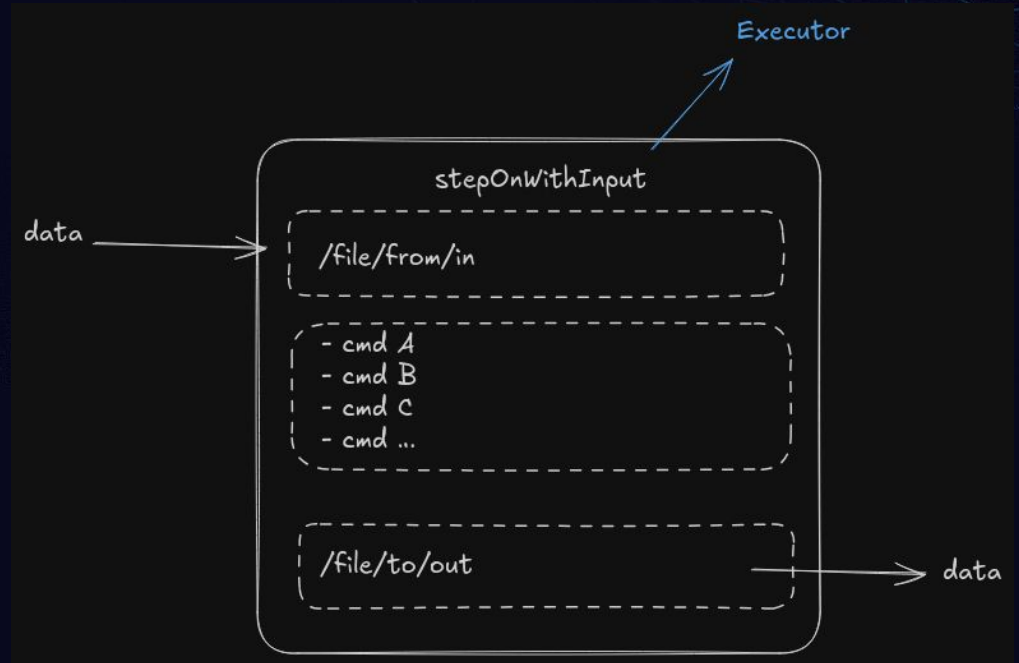 Executor
stepOnWithInput
data
/file/from/in
- cmd A
- cmd B
- cmd C
- cmd ...
/file/to/out
data